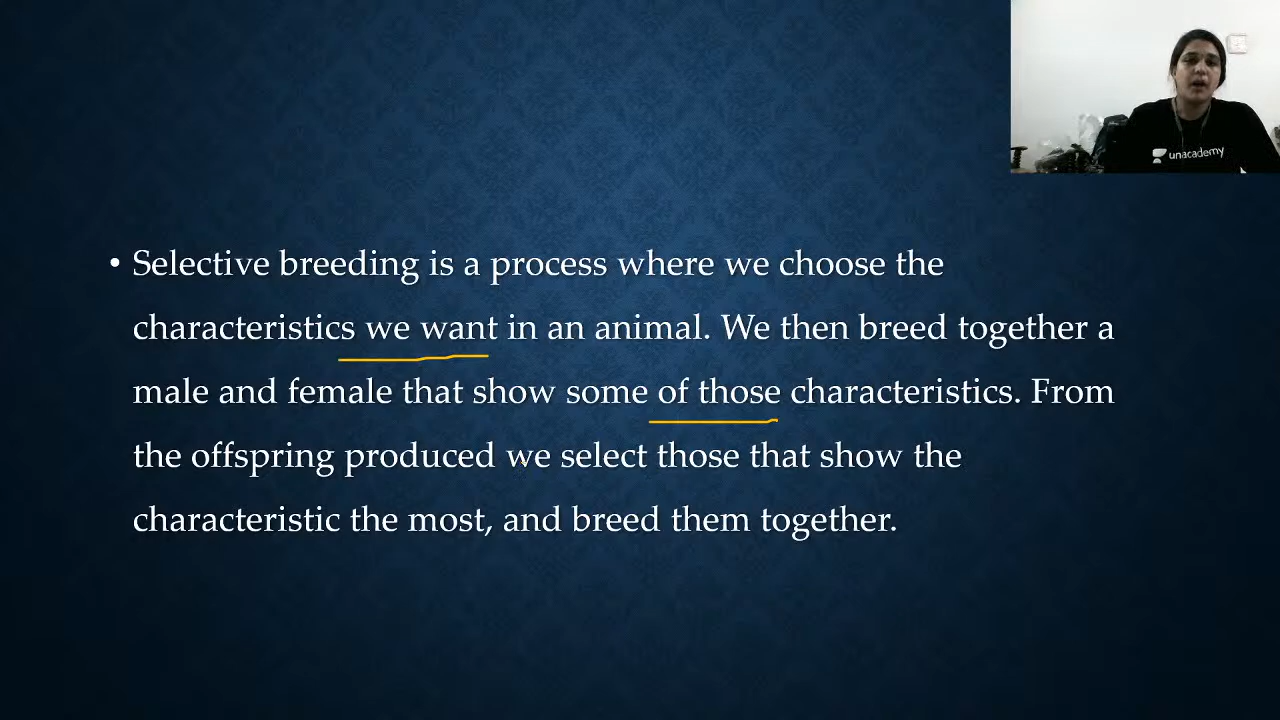 unacademy
• Selective breeding is a process where we choose the
characteristics we want in an animal. We then breed together a
male and female that show some of those characteristics. From
the offspring produced we select those that show the
characteristic the most, and breed them together.